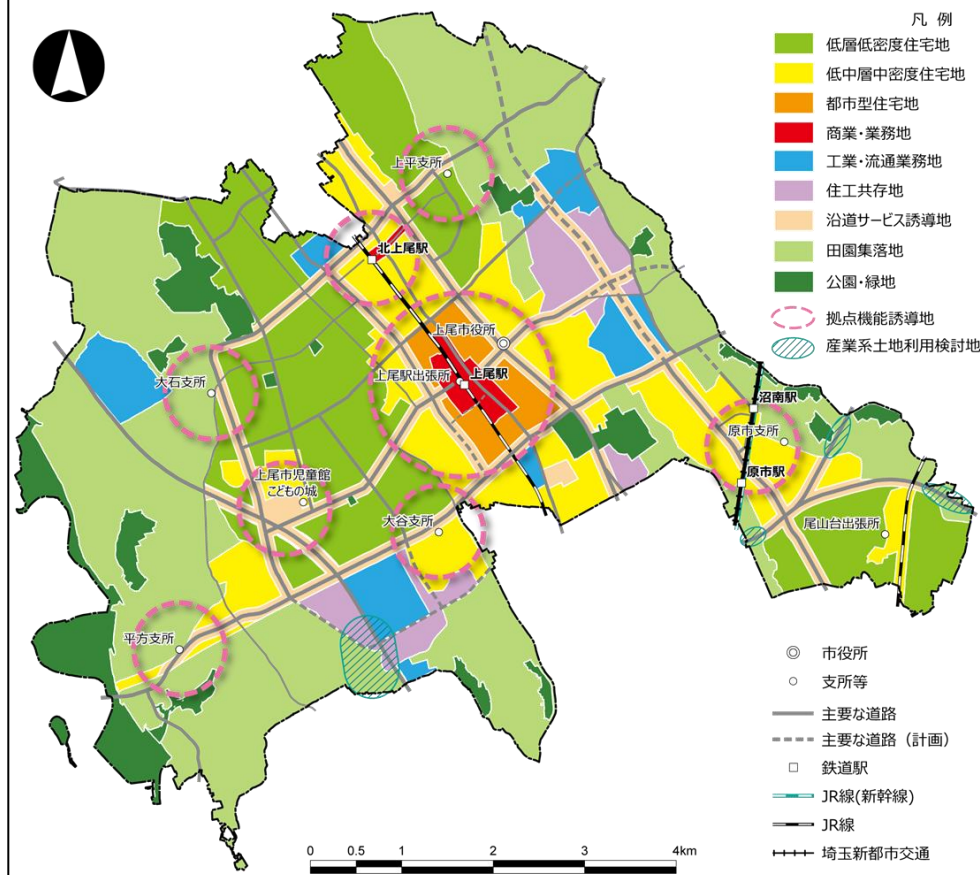 凡 例
低層低密度住宅地
低中層中密度住宅地
都市型住宅地
商業・業務地
工業・流通業務地
住工共存地
沿道サービス誘導地
田園集落地
公園・緑地
拠点機能誘導地
産業系土地利用検討地
上平支所
北上尾駅
上尾市役所
上尾駅出張所
上尾駅
大石支所
沼南駅
原市支所
上尾市児童館
こどもの城
原市駅
大谷支所
尾山台出張所
平方支所
市役所
支所等
主要な道路
主要な道路（計画）
鉄道駅
JR線(新幹線)
JR線
埼玉新都市交通
0 0.5 1 2 3 4km